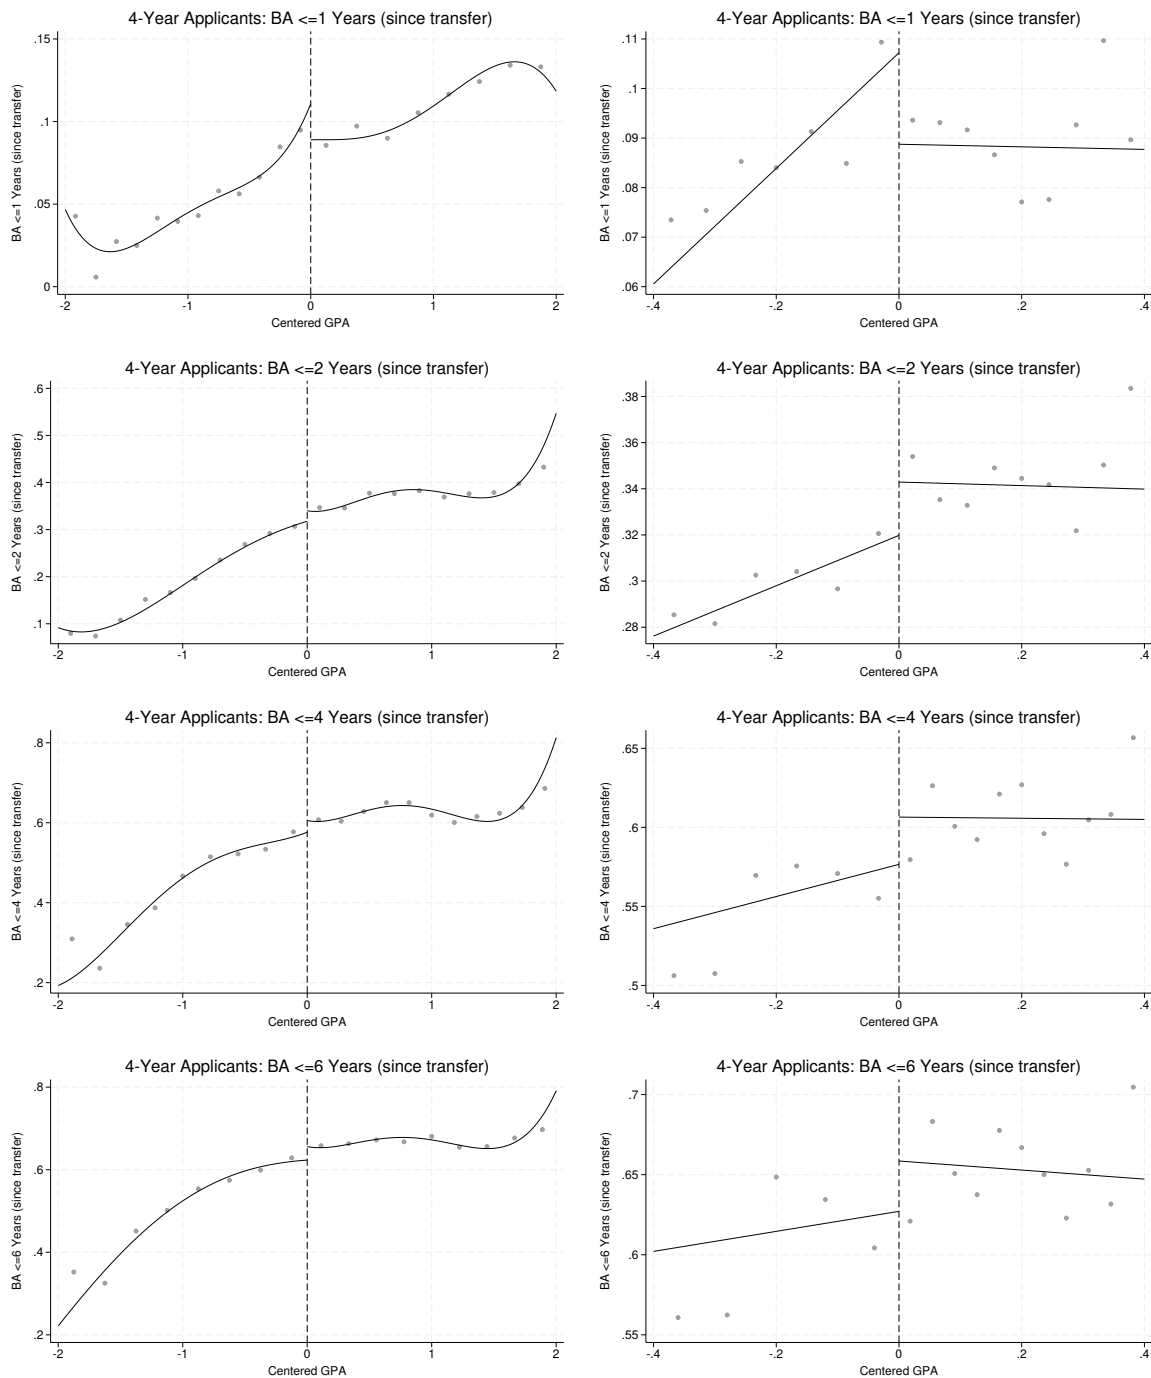 4-Year Applicants: BA <=1 Years (since transfer)
BA <=1 Years (since transfer)
.15
.1
.05
0
-2 -1 0 1 2
Centered GPA
4-Year Applicants: BA <=1 Years (since transfer)
BA <=1 Years (since transfer)
.11
.1
.09
.08
.07
.06
-.4 -.2 0 .2 .4
Centered GPA
4-Year Applicants: BA <=2 Years (since transfer)
BA <=2 Years (since transfer)
.6
.5
.4
.3
.2
.1
-2 -1 0 1 2
Centered GPA
4-Year Applicants: BA <=2 Years (since transfer)
BA <=2 Years (since transfer)
.38
.36
.34
.32
.3
.28
-.4 -.2 0 .2 .4
Centered GPA
4-Year Applicants: BA <=4 Years (since transfer)
BA <=4 Years (since transfer)
.8
.6
.4
.2
-2 -1 0 1 2
Centered GPA
4-Year Applicants: BA <=4 Years (since transfer)
BA <=4 Years (since transfer)
.65
.6
.55
.5
-.4 -.2 0 .2 .4
Centered GPA
4-Year Applicants: BA <=6 Years (since transfer)
BA <=6 Years (since transfer)
.8
.6
.4
.2
-2 -1 0 1 2
Centered GPA
4-Year Applicants: BA <=6 Years (since transfer)
BA <=6 Years (since transfer)
.7
.65
.6
.55
-.4 -.2 0 .2 .4
Centered GPA